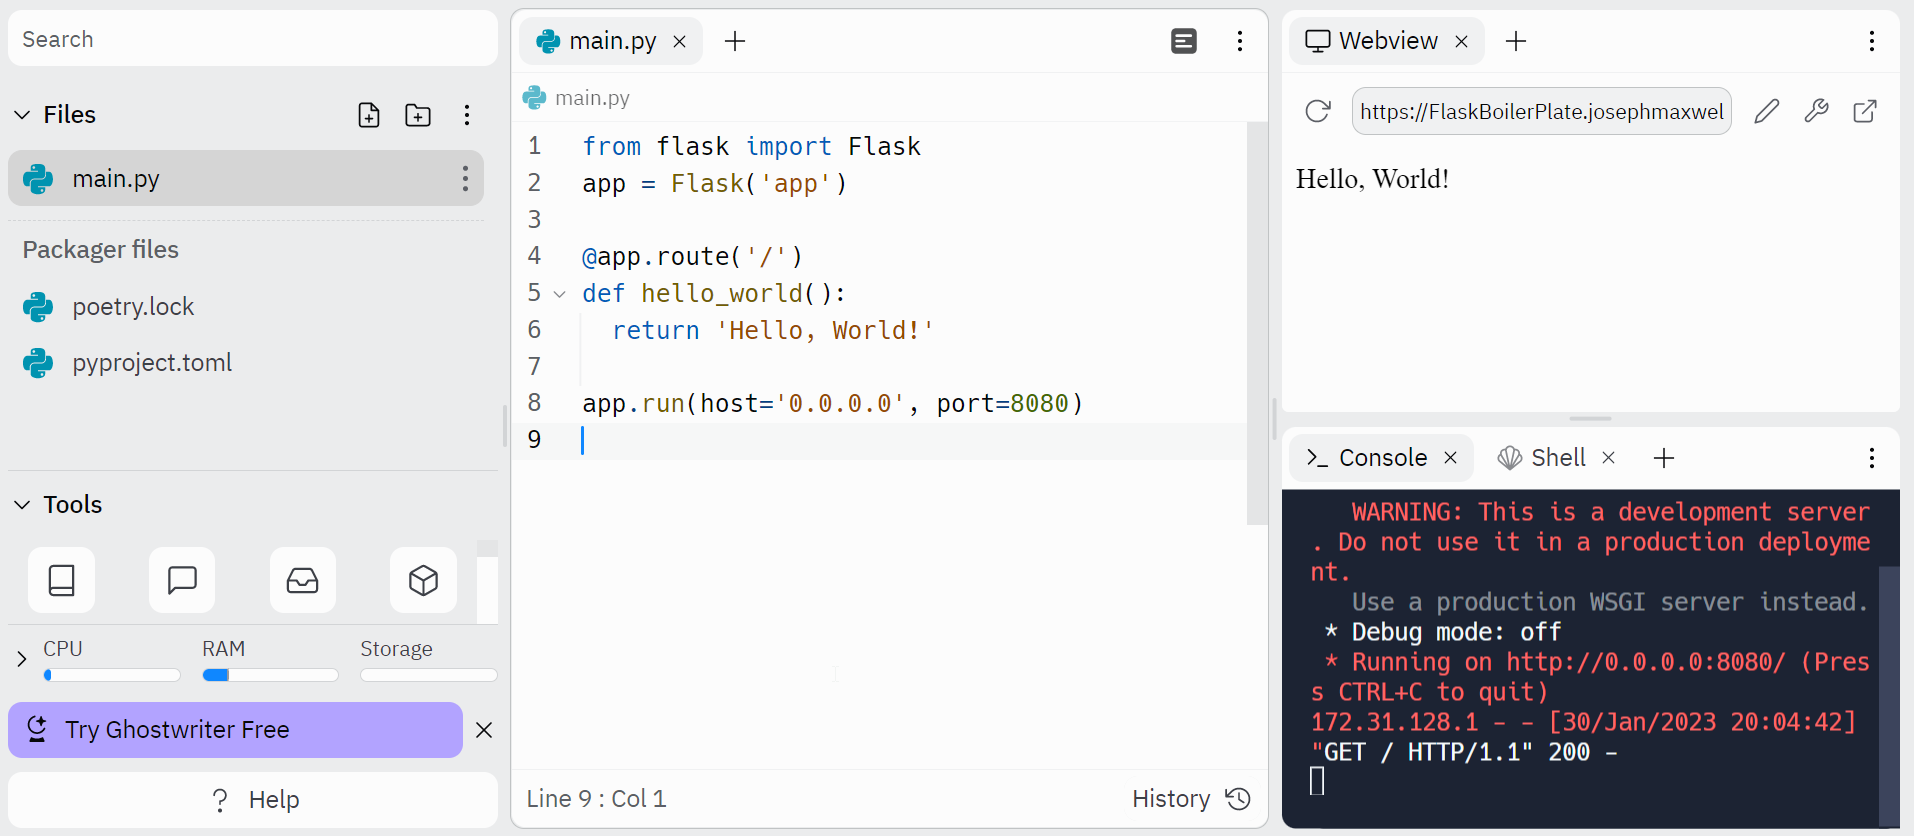 Search
Files
main.py
Packager files
poetry.lock
pyproject.toml
Tools
CPU
RAM
Storage
Try Ghostwriter Free
? Help
main.py
main.py
1 from flask import Flask
2 app = Flask('app')
3
4 @app.route('/')
5 def hello_world():
6   return 'Hello, World!'
7
8 app.run(host='0.0.0.0', port=8080)
9
Line 9 : Col 1
History
Webview
https://FlaskBoilerPlate.josephmaxwel
Hello, World!
Console
Shell
WARNING: This is a development server
. Do not use it in a production deployme
nt.
Use a production WSGI server instead.
* Debug mode: off
* Running on http://0.0.0.0:8080/ (Pres
s CTRL+C to quit)
172.31.128.1 - - [30/Jan/2023 20:04:42]
"GET / HTTP/1.1" 200 -